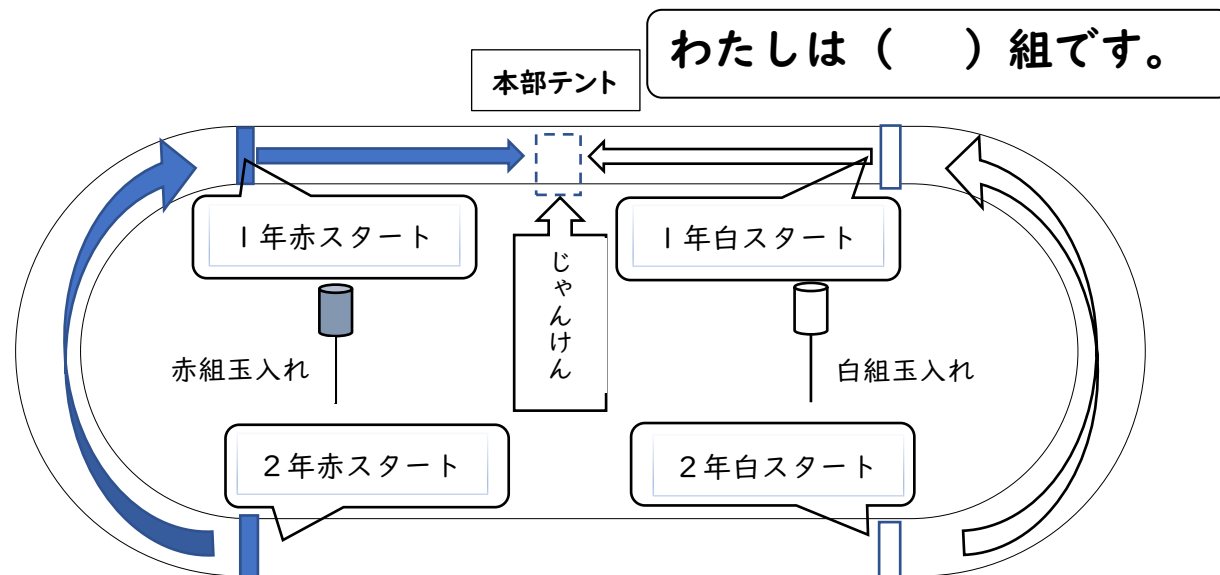 わたしは（　　）組です。
本部テント
１年赤スタート
１年白スタート
じゃんけん
赤組玉入れ
白組玉入れ
２年赤スタート
２年白スタート